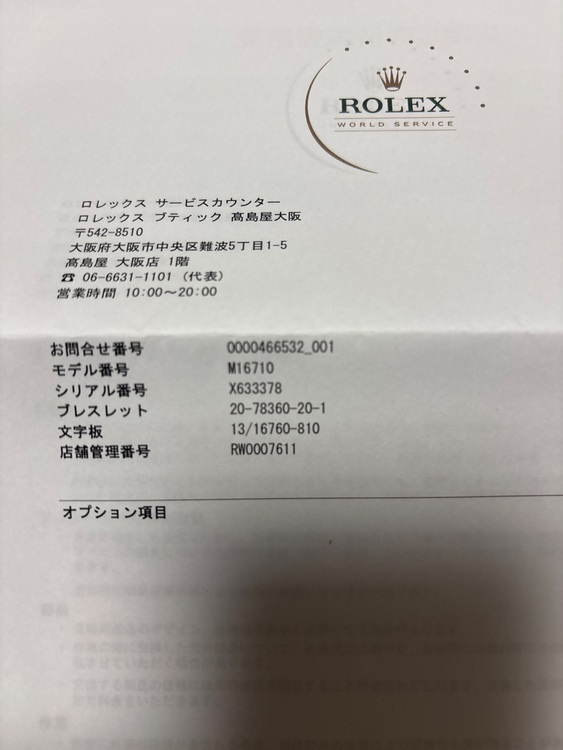 ROLEX
WORLD SERVICE
ロレックス サービスカウンター
ロレックス ブティック 髙島屋大阪
〒542-8510
大阪府大阪市中央区難波5丁目1-5
髙島屋 大阪店 1階
☎ 06-6631-1101 (代表)
営業時間 10:00～20:00
お問合せ番号 0000466532_001
モデル番号 M16710
シリアル番号 X633378
ブレスレット 20-78360-20-1
文字板 13/16760-810
店舗管理番号 RW0007611
オプション項目